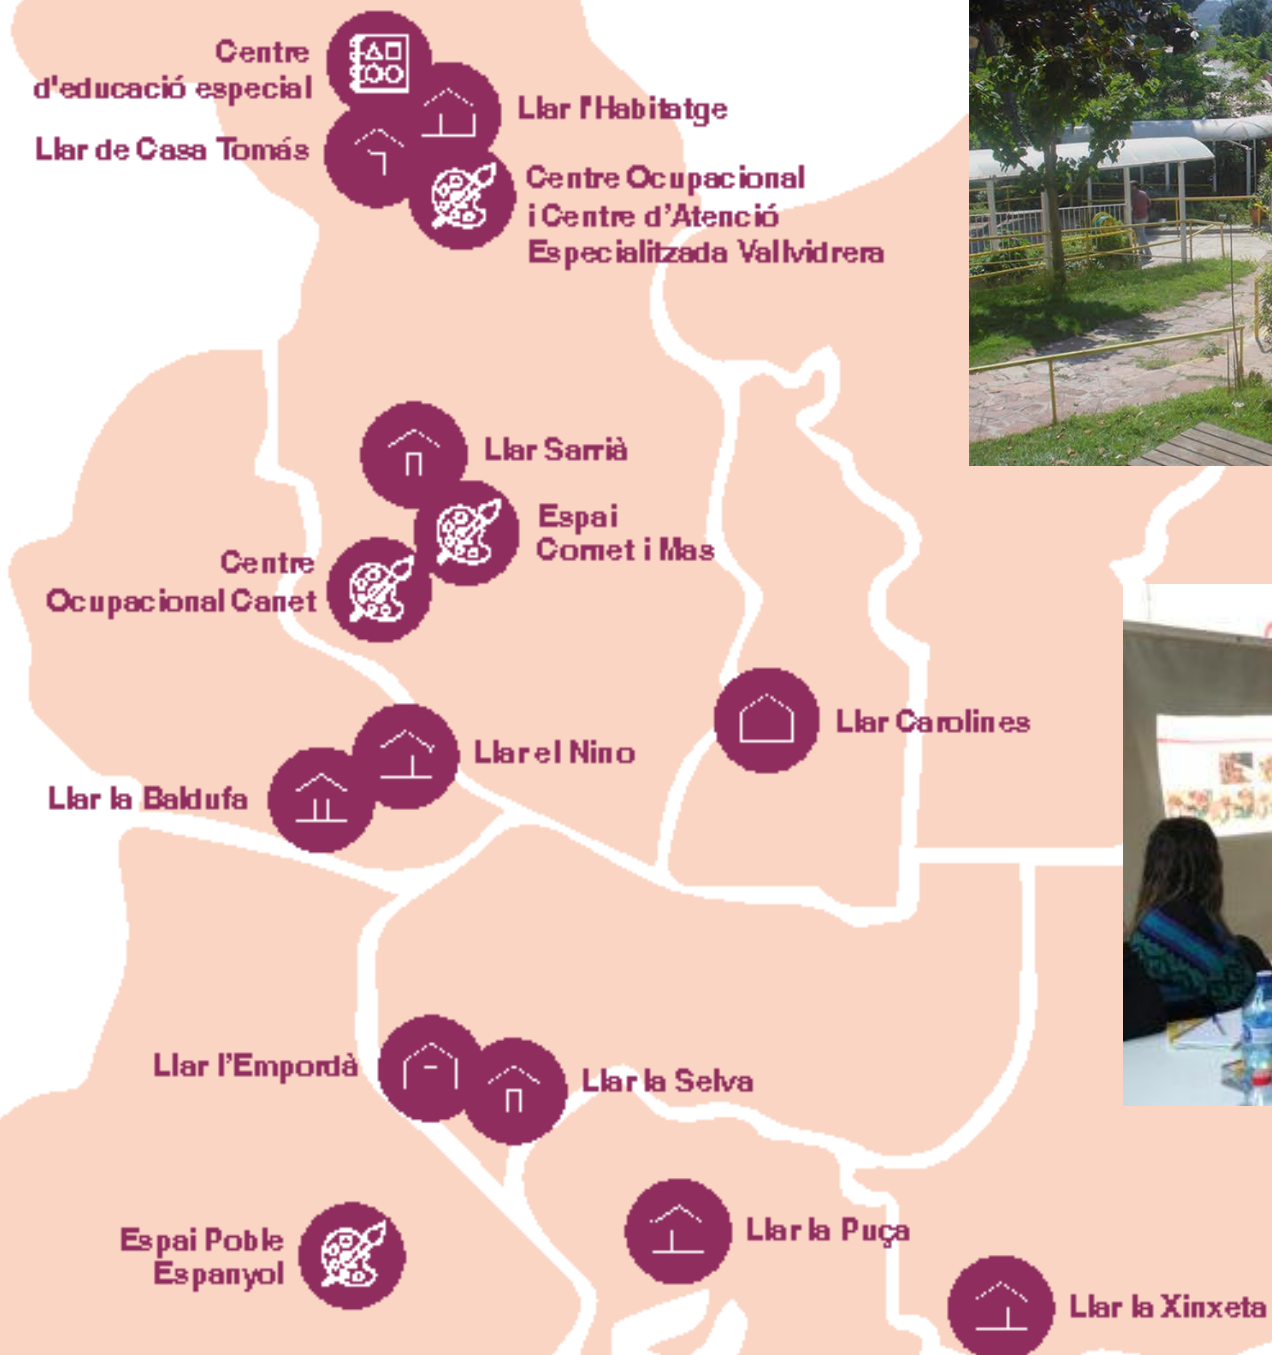 Centre
d'educació especial
Llar l'Habitatge
Llar de Casa Tomás
Centre Ocupacional
i Centre d'Atenció
Especialitzada Vallvidrera
Llar Sarrià
Espai
Cornet i Mas
Centre
Ocupacional Canet
Llar Carolines
Llar el Nino
Llar la Baldufa
Llar l'Empordà
Llar la Selva
Llar la Puça
Espai Poble
Espanyol
Llar la Xinxeta